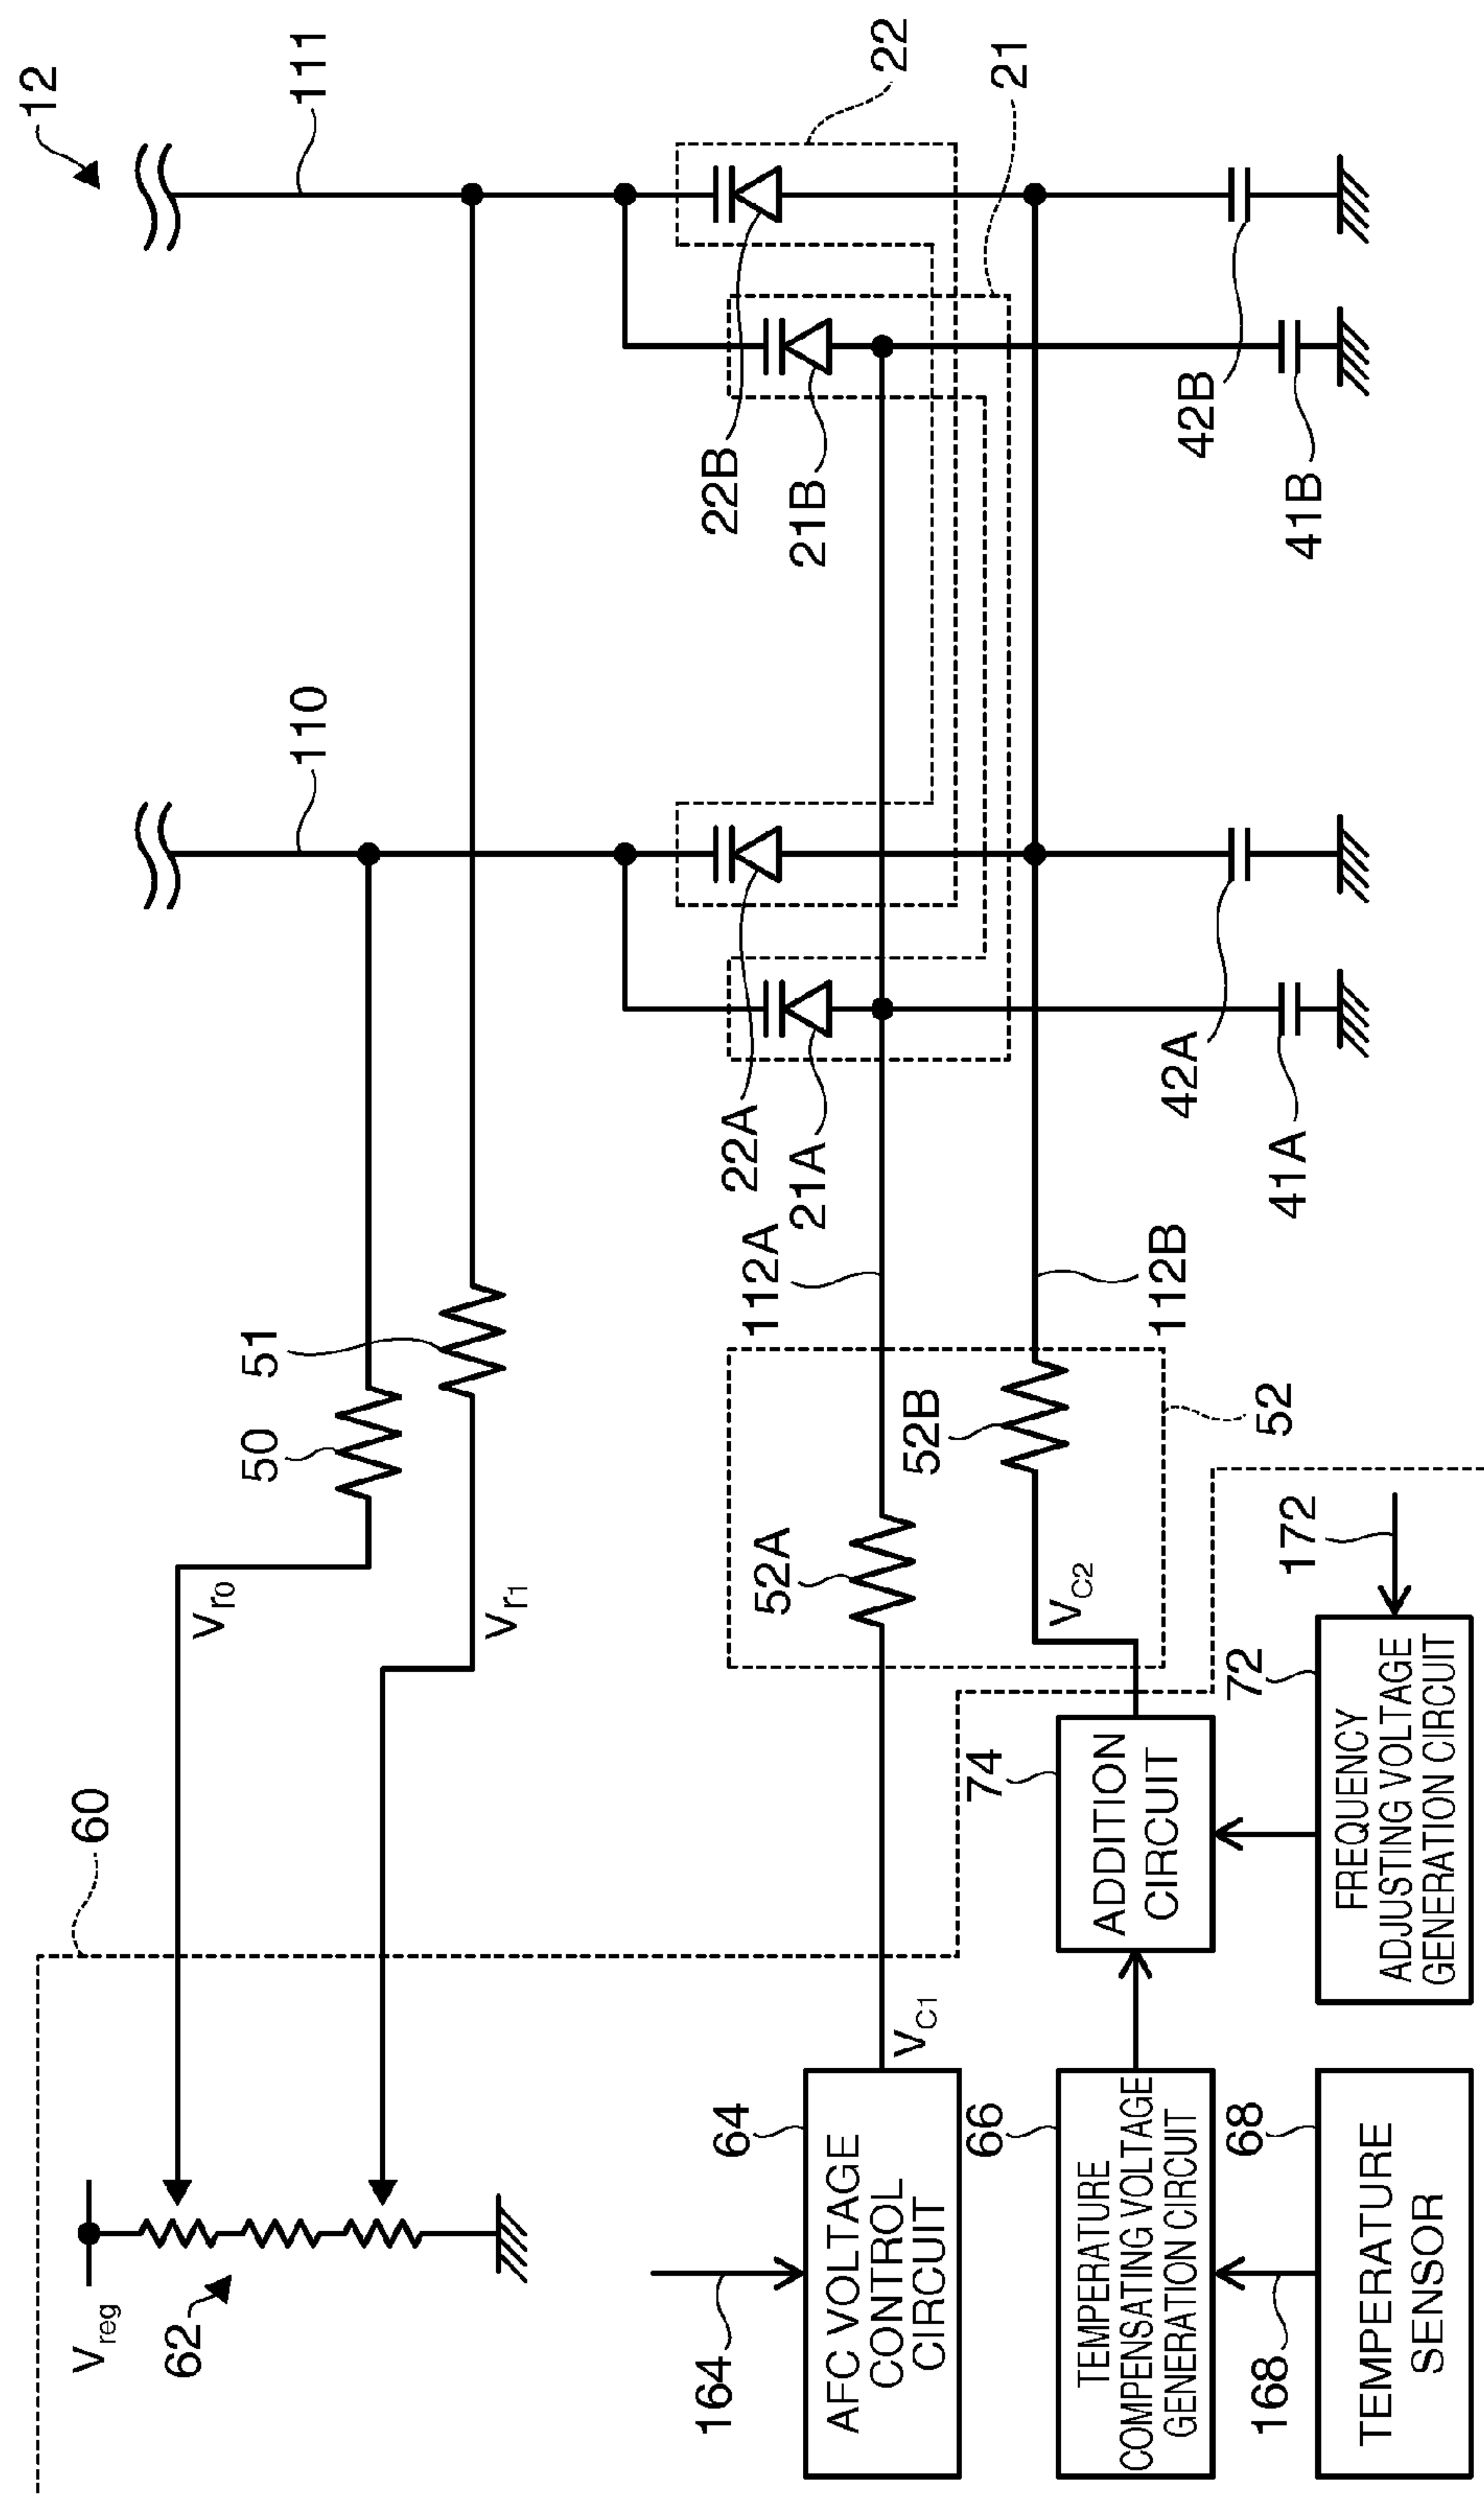 12
111
22
21
110
22B
21B
42B
41B
22A
21A
42A
41A
112A
112B
51
50
52A
52B
52
Vr0
Vr1
VC2
VC1
172
72
74
60
ADDITION
CIRCUIT
FREQUENCY
ADJUSTING VOLTAGE
GENERATION CIRCUIT
Vreg
62
64
AFC VOLTAGE
CONTROL
CIRCUIT
164
66
TEMPERATURE
COMPENSATING VOLTAGE
GENERATION CIRCUIT
68
168
TEMPERATURE
SENSOR